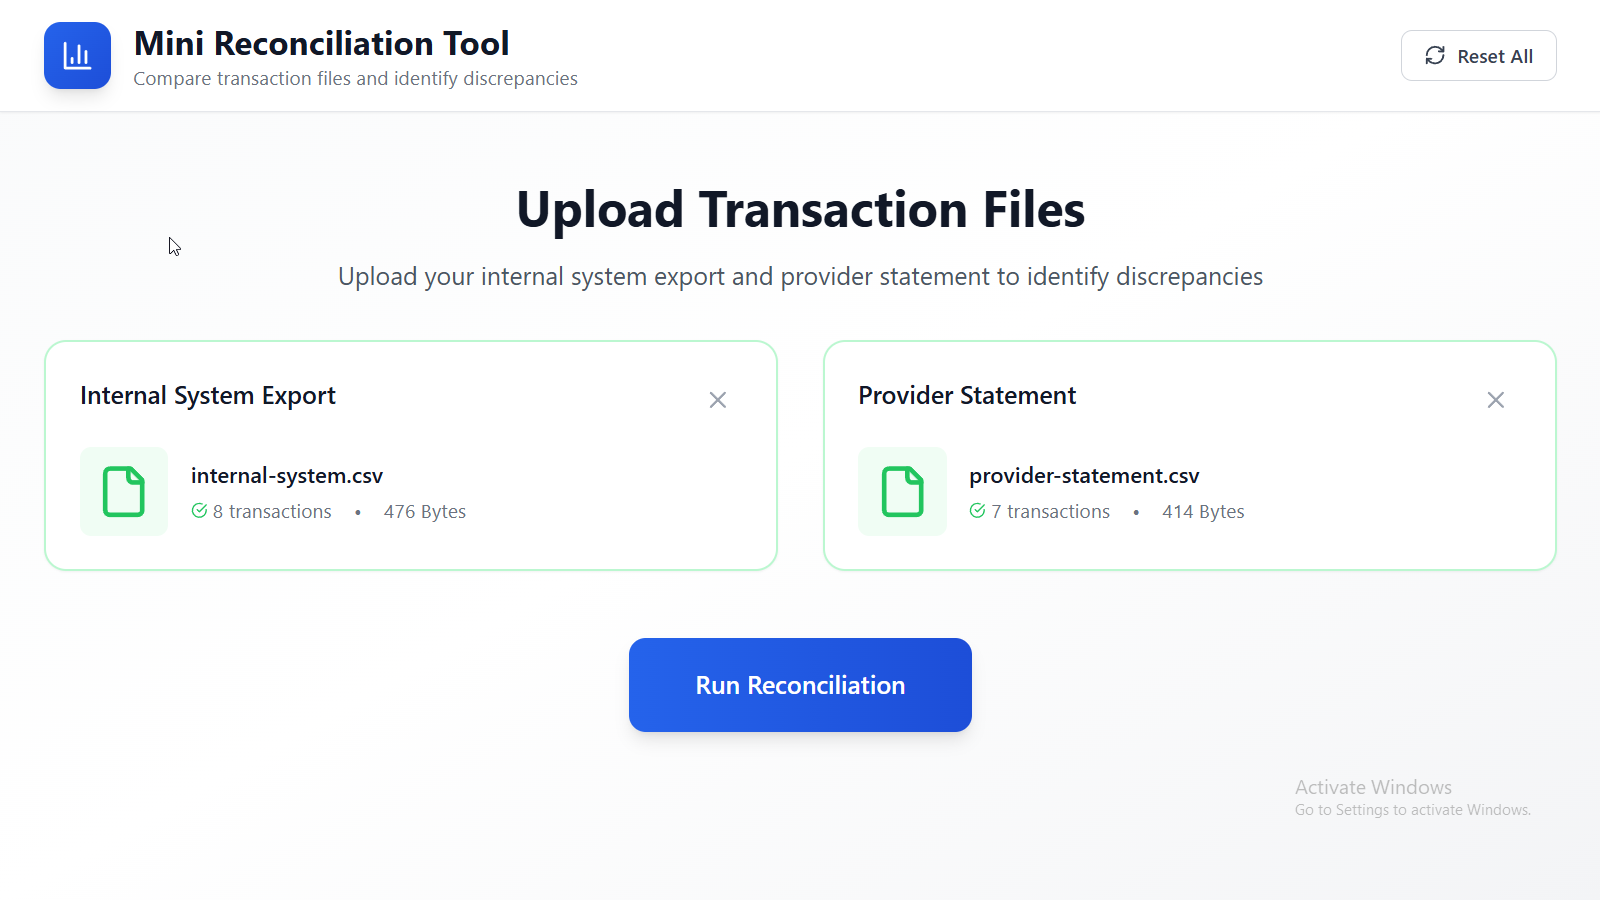 Mini Reconciliation Tool
Compare transaction files and identify discrepancies
Reset All
Upload Transaction Files
Upload your internal system export and provider statement to identify discrepancies
Internal System Export
internal-system.csv
8 transactions • 476 Bytes
Provider Statement
provider-statement.csv
7 transactions • 414 Bytes
Run Reconciliation
Activate Windows
Go to Settings to activate Windows.